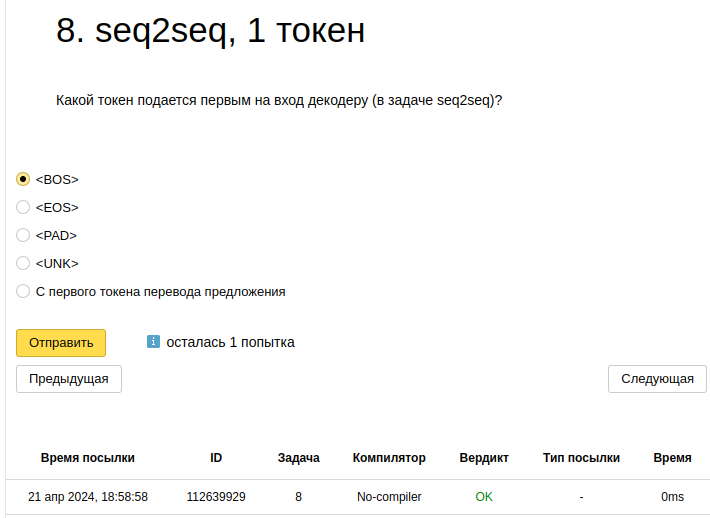 8. seq2seq, 1 токен
Какой токен подается первым на вход декодеру (в задаче seq2seq)?
<BOS>
<EOS>
<PAD>
<UNK>
С первого токена перевода предложения
Отправить осталась 1 попытка
Предыдущая Следующая
Время посылки ID Задача Компилятор Вердикт Тип посылки Время
21 апр 2024, 18:58:58 112639929 8 No-compiler OK - 0ms